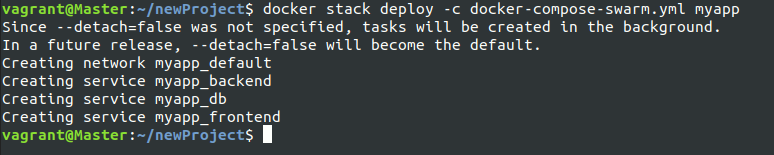 vagrant@Master:~/newProject$ docker stack deploy -c docker-compose-swarm.yml myapp
Since --detach=false was not specified, tasks will be created in the background.
In a future release, --detach=false will become the default.
Creating network myapp_default
Creating service myapp_backend
Creating service myapp_db
Creating service myapp_frontend
vagrant@Master:~/newProject$